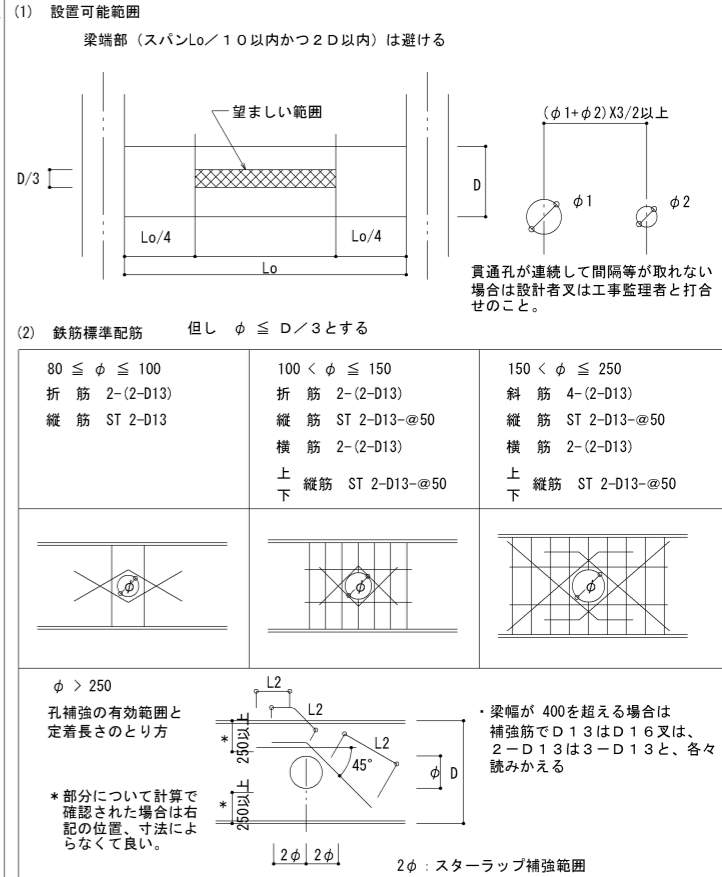 (1) 設置可能範囲
梁端部（スパンLo／１０以内かつ２Ｄ以内）は避ける
望ましい範囲
D/3
D
Lo/4
Lo/4
Lo
(φ1+φ2)X3/2以上
φ1
φ2
貫通孔が連続して間隔等が取れない
場合は設計者叉は工事監理者と打合
せのこと。
(2) 鉄筋標準配筋 但し φ ≦ D／3とする
80 ≦ φ ≦ 100
折 筋 2-(2-D13)
縦 筋 ST 2-D13
100 < φ ≦ 150
折 筋 2-(2-D13)
縦 筋 ST 2-D13-@50
横 筋 2-(2-D13)
上下 縦筋 ST 2-D13-@50
150 < φ ≦ 250
斜 筋 4-(2-D13)
縦 筋 ST 2-D13-@50
横 筋 2-(2-D13)
上下 縦筋 ST 2-D13-@50
φ
φ
φ
φ > 250
孔補強の有効範囲と
定着長さのとり方
*部分について計算で
確認された場合は右
記の位置、寸法によ
らなくて良い。
L2
L2
L2
*
250以上
45°
φ
D
*
250以上
2φ
2φ
2φ：スターラップ補強範囲
・梁幅が 400を超える場合は
補強筋でＤ１３はＤ１６叉は、
２－Ｄ１３は３－Ｄ１３と、各々
読みかえる